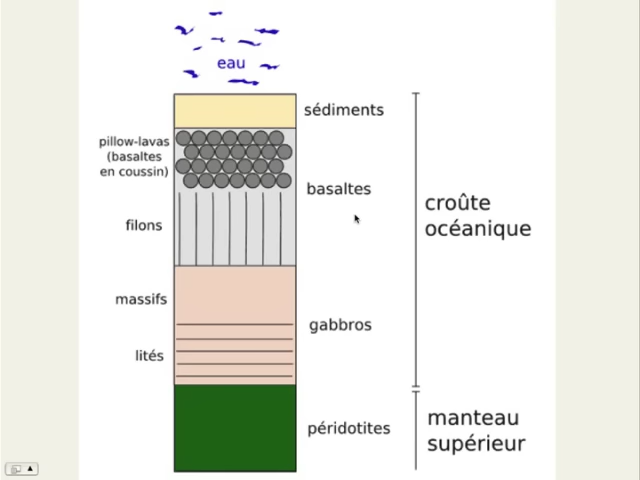 eau
sédiments
pillow-lavas
(basaltes
en coussin)
basaltes
croûte
océanique
filons
massifs
gabbros
lités
péridotites
manteau
supérieur